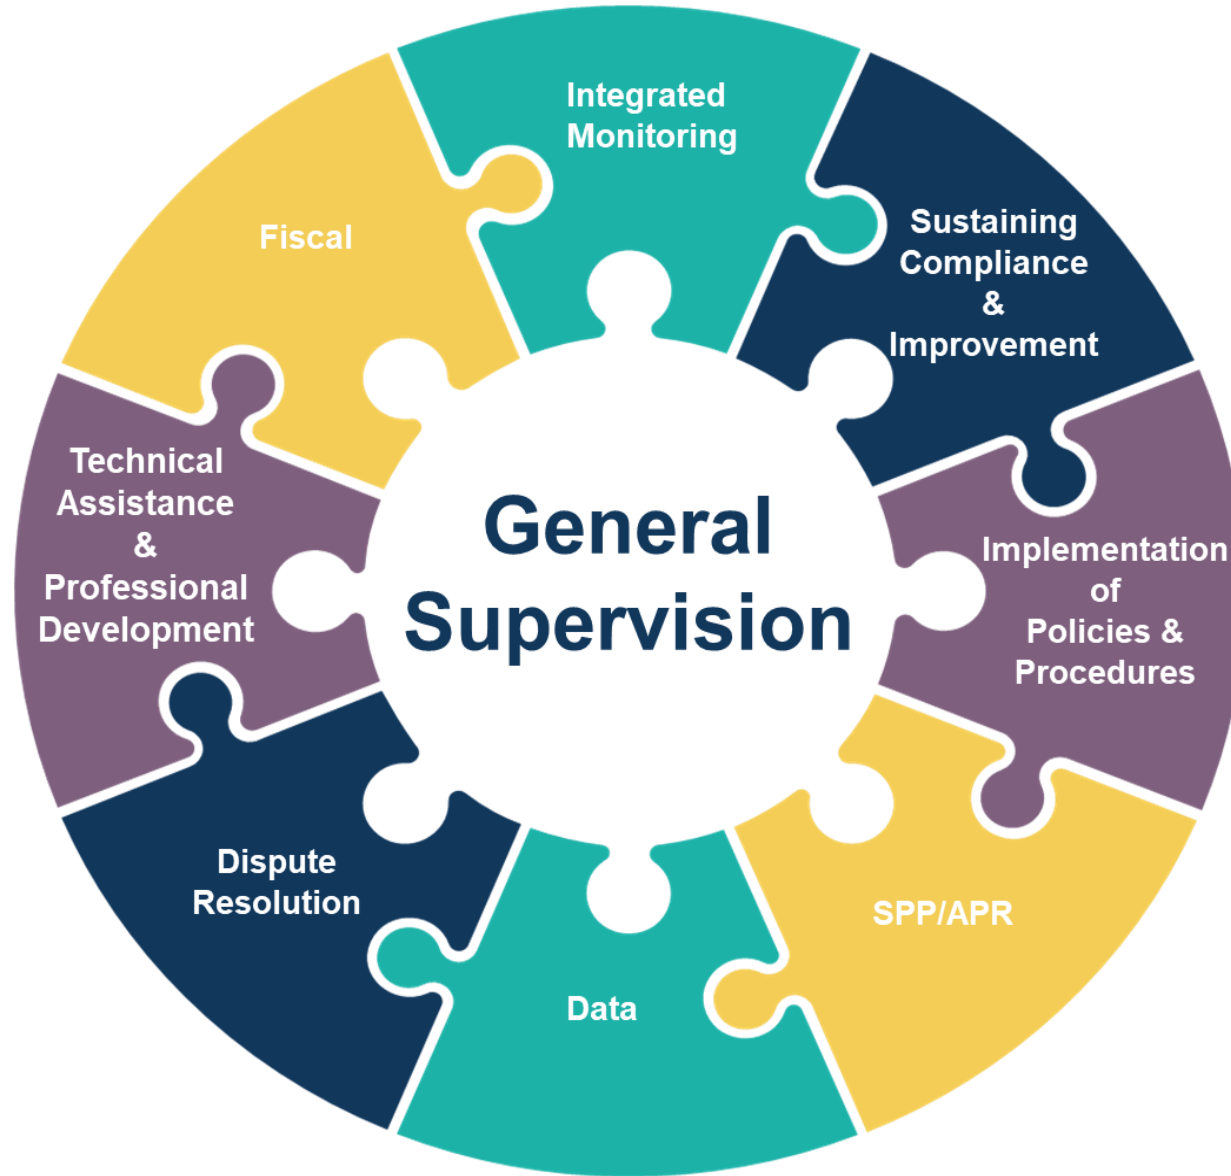 Integrated
Monitoring
Sustaining
Compliance
&
Improvement
Implementation
of
Policies &
Procedures
SPP/APR
Data
Dispute
Resolution
Technical
Assistance
&
Professional
Development
Fiscal
General
Supervision